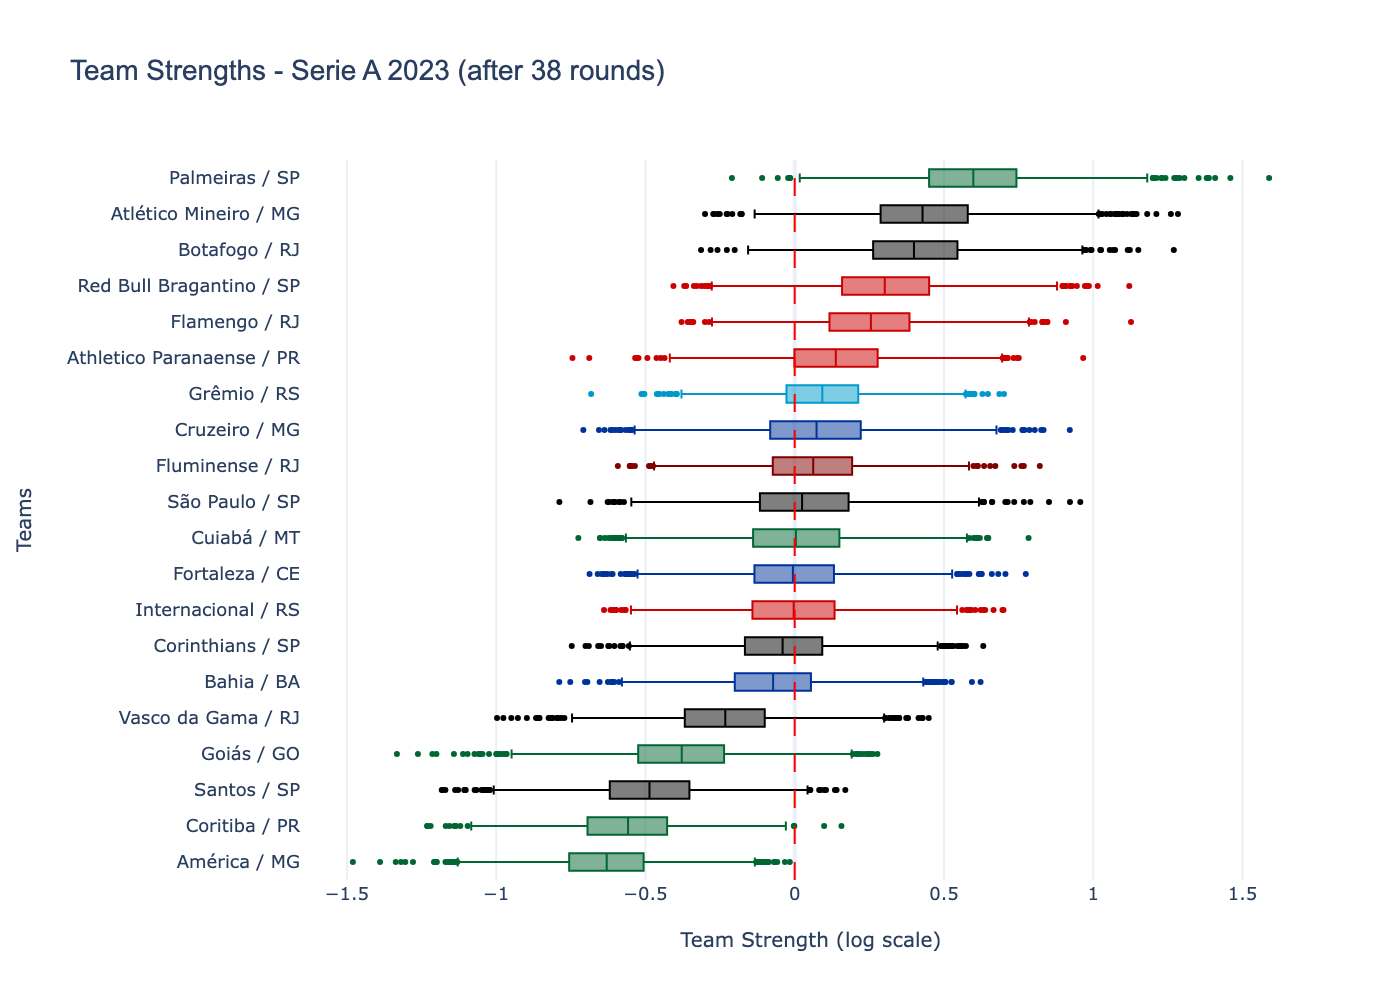 Team Strengths - Serie A 2023 (after 38 rounds)
Teams
Palmeiras / SP
Atlético Mineiro / MG
Botafogo / RJ
Red Bull Bragantino / SP
Flamengo / RJ
Athletico Paranaense / PR
Grêmio / RS
Cruzeiro / MG
Fluminense / RJ
São Paulo / SP
Cuiabá / MT
Fortaleza / CE
Internacional / RS
Corinthians / SP
Bahia / BA
Vasco da Gama / RJ
Goiás / GO
Santos / SP
Coritiba / PR
América / MG
−1.5 −1 −0.5 0 0.5 1 1.5
Team Strength (log scale)